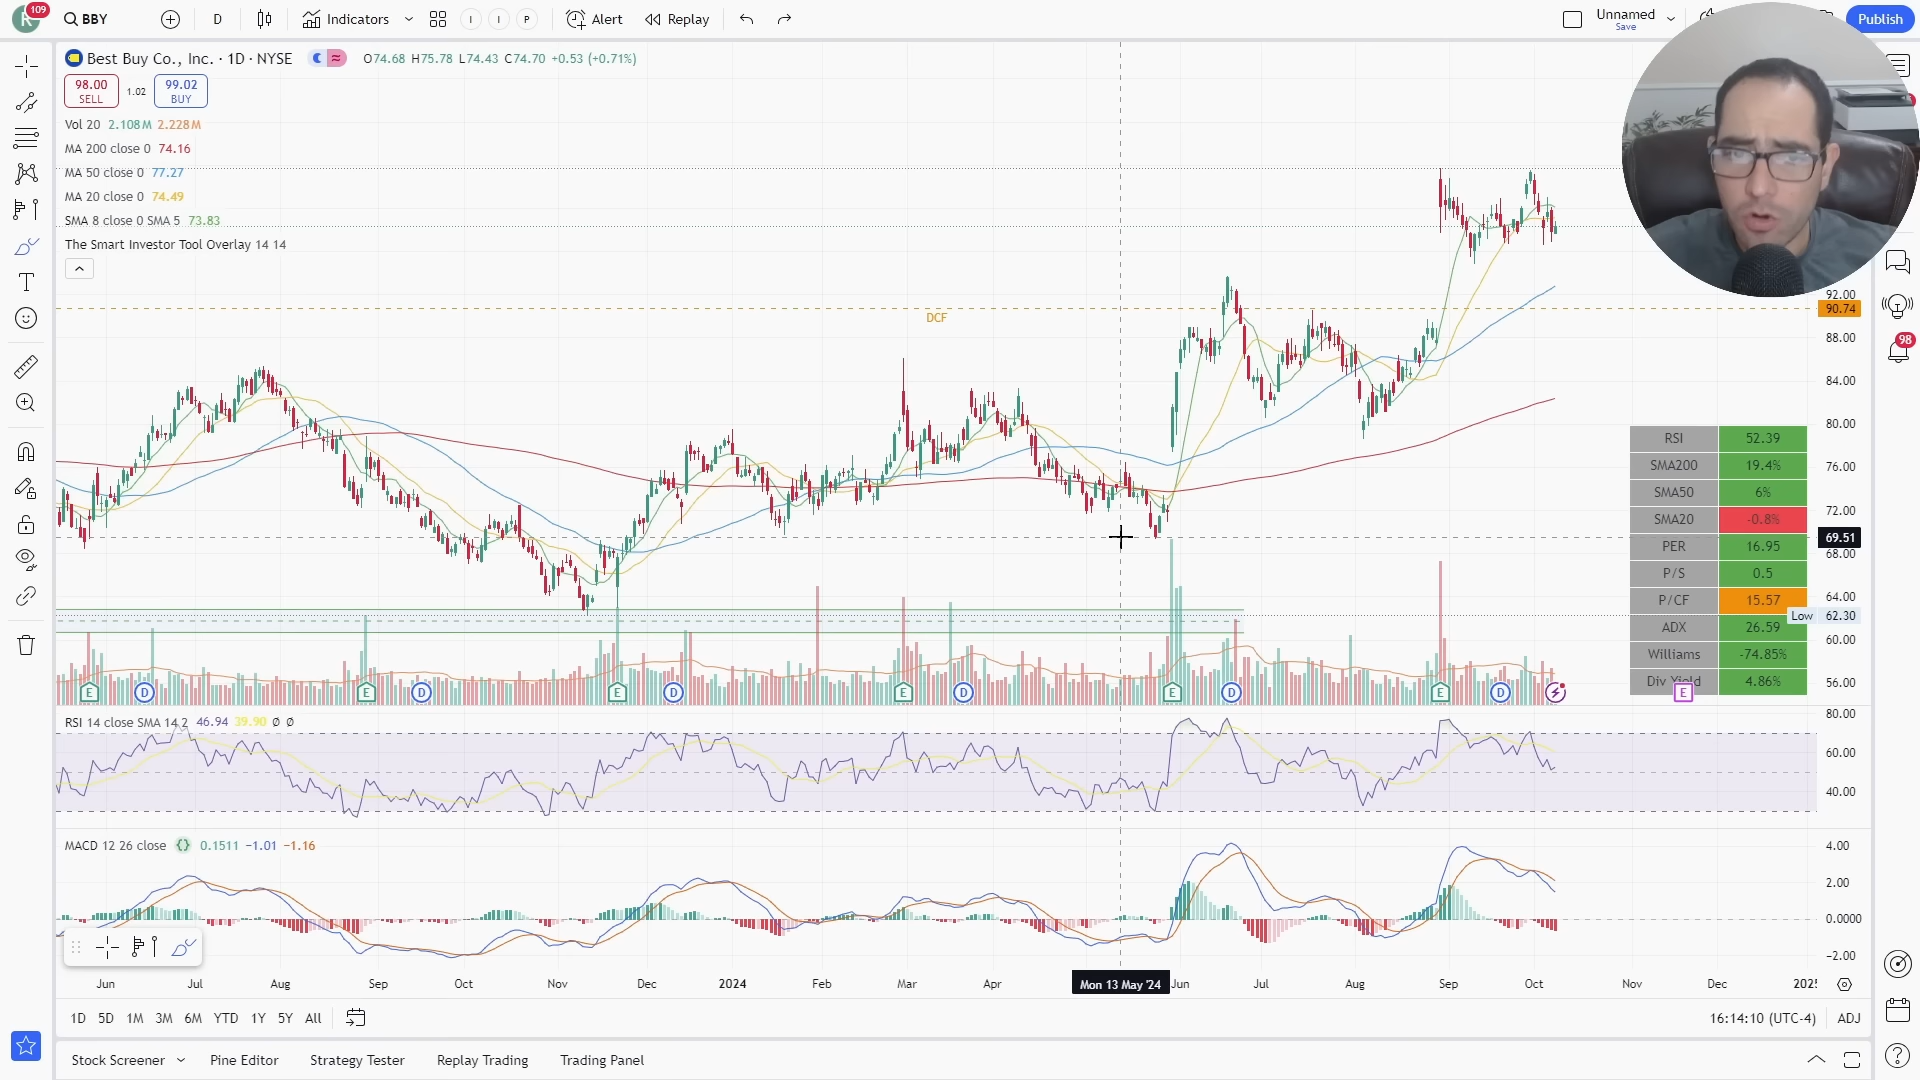 109
BBY
D
Indicators
I
I
P
Alert
Replay
Unnamed
Save
Publish
Best Buy Co., Inc. · 1D · NYSE
O74.68 H75.78 L74.43 C74.70 +0.53 (+0.71%)
98.00
SELL
1.02
99.02
BUY
Vol 20 2.108M 2.228M
MA 200 close 0 74.16
MA 50 close 0 77.27
MA 20 close 0 74.49
SMA 8 close 0 SMA 5 73.83
The Smart Investor Tool Overlay 14 14
DCF
92.00
90.74
88.00
84.00
80.00
76.00
72.00
69.51
68.00
64.00
Low 62.30
60.00
56.00
98
RSI 52.39
SMA200 19.4%
SMA50 6%
SMA20 -0.8%
PER 16.95
P/S 0.5
P/CF 15.57
ADX 26.59
Williams -74.85%
Div Yield 4.86%
E D E D E D E D E D E D E
RSI 14 close SMA 14 2 46.94 39.90 Ø Ø
80.00
60.00
40.00
MACD 12 26 close {} 0.1511 −1.01 −1.16
4.00
2.00
0.0000
−2.00
Jun Jul Aug Sep Oct Nov Dec 2024 Feb Mar Apr Mon 13 May '24 Jun Jul Aug Sep Oct Nov Dec 2025
1D 5D 1M 3M 6M YTD 1Y 5Y All
16:14:10 (UTC-4) ADJ
Stock Screener Pine Editor Strategy Tester Replay Trading Trading Panel